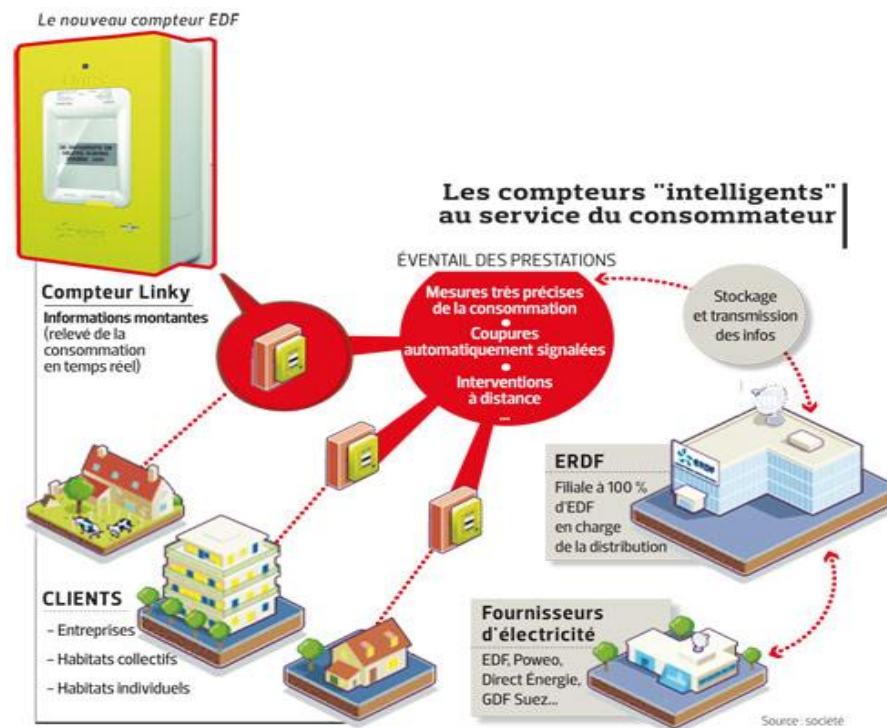 Le nouveau compteur EDF
Les compteurs "intelligents"
au service du consommateur
ÉVENTAIL DES PRESTATIONS
Mesures très précises
de la consommation
Coupures
automatiquement signalées
Interventions
à distance
...
Stockage
et transmission
des infos
Compteur Linky
Informations montantes
(relevé de la
consommation
en temps réel)
ERDF
ERDF
Filiale à 100 %
d'EDF
en charge
de la distribution
CLIENTS
– Entreprises
– Habitats collectifs
– Habitats individuels
Fournisseurs
d'électricité
EDF, Poweo,
Direct Énergie,
GDF Suez...
Source : société